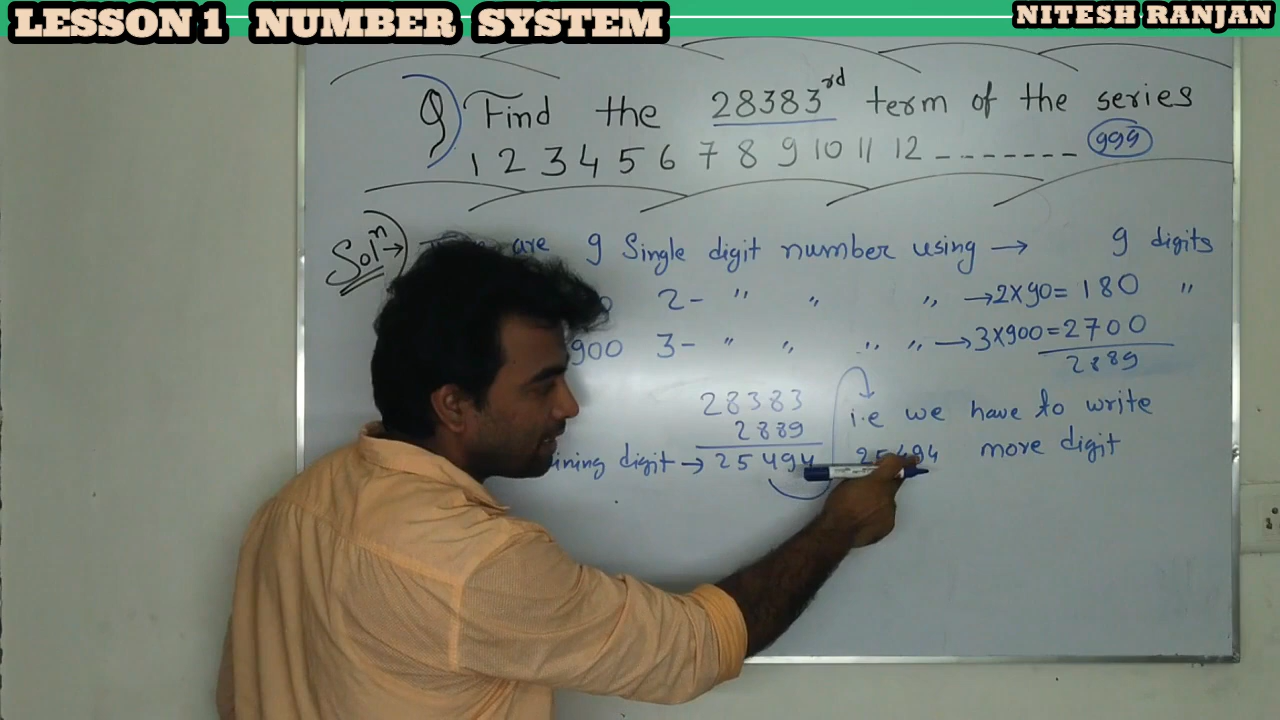 LESSON 1 NUMBER SYSTEM
NITESH RANJAN
Q) Find the 28383rd term of the series
1 2 3 4 5 6 7 8 9 10 11 12 -------- 999
Soln → are 9 Single digit number using → 9 digits
2- " " " → 2×90= 180 "
900 3- " " " " → 3×900=2700
2889
28383
2889
ining digit → 25494
i.e we have to write
25494 more digit